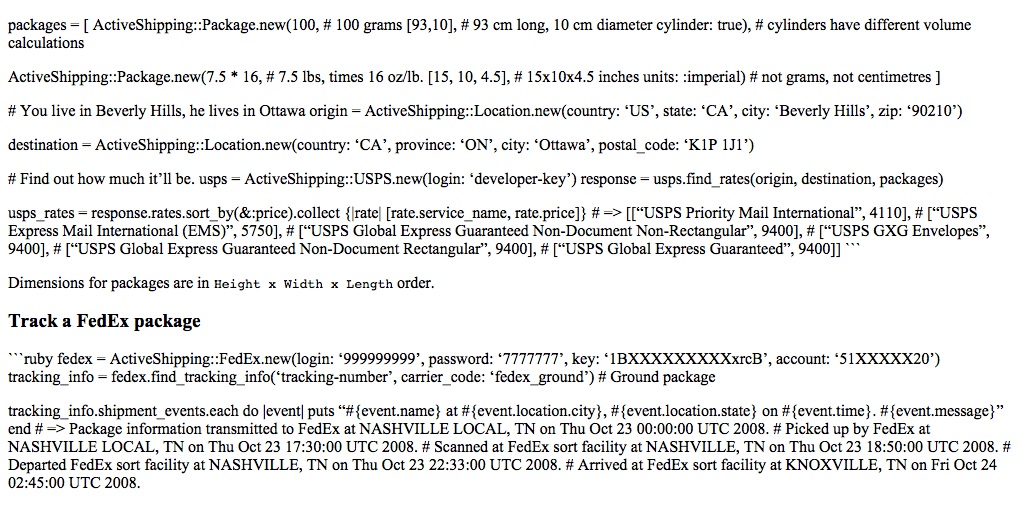 packages = [ ActiveShipping::Package.new(100, # 100 grams [93,10], # 93 cm long, 10 cm diameter cylinder: true), # cylinders have different volume
calculations
ActiveShipping::Package.new(7.5 * 16, # 7.5 lbs, times 16 oz/lb. [15, 10, 4.5], # 15x10x4.5 inches units: :imperial) # not grams, not centimetres ]
# You live in Beverly Hills, he lives in Ottawa origin = ActiveShipping::Location.new(country: ‘US’, state: ‘CA’, city: ‘Beverly Hills’, zip: ‘90210’)
destination = ActiveShipping::Location.new(country: ‘CA’, province: ‘ON’, city: ‘Ottawa’, postal_code: ‘K1P 1J1’)
# Find out how much it’ll be. usps = ActiveShipping::USPS.new(login: ‘developer-key’) response = usps.find_rates(origin, destination, packages)
usps_rates = response.rates.sort_by(&:price).collect {|rate| [rate.service_name, rate.price]} # => [[“USPS Priority Mail International”, 4110], # [“USPS
Express Mail International (EMS)”, 5750], # [“USPS Global Express Guaranteed Non-Document Non-Rectangular”, 9400], # [“USPS GXG Envelopes”,
9400], # [“USPS Global Express Guaranteed Non-Document Rectangular”, 9400], # [“USPS Global Express Guaranteed”, 9400]] ```
Dimensions for packages are in Height x Width x Length order.
Track a FedEx package
```ruby fedex = ActiveShipping::FedEx.new(login: ‘999999999’, password: ‘7777777’, key: ‘1BXXXXXXXXXxrcB’, account: ‘51XXXXX20’)
tracking_info = fedex.find_tracking_info(‘tracking-number’, carrier_code: ‘fedex_ground’) # Ground package
tracking_info.shipment_events.each do |event| puts “#{event.name} at #{event.location.city}, #{event.location.state} on #{event.time}. #{event.message}”
end # => Package information transmitted to FedEx at NASHVILLE LOCAL, TN on Thu Oct 23 00:00:00 UTC 2008. # Picked up by FedEx at
NASHVILLE LOCAL, TN on Thu Oct 23 17:30:00 UTC 2008. # Scanned at FedEx sort facility at NASHVILLE, TN on Thu Oct 23 18:50:00 UTC 2008. #
Departed FedEx sort facility at NASHVILLE, TN on Thu Oct 23 22:33:00 UTC 2008. # Arrived at FedEx sort facility at KNOXVILLE, TN on Fri Oct 24
02:45:00 UTC 2008.